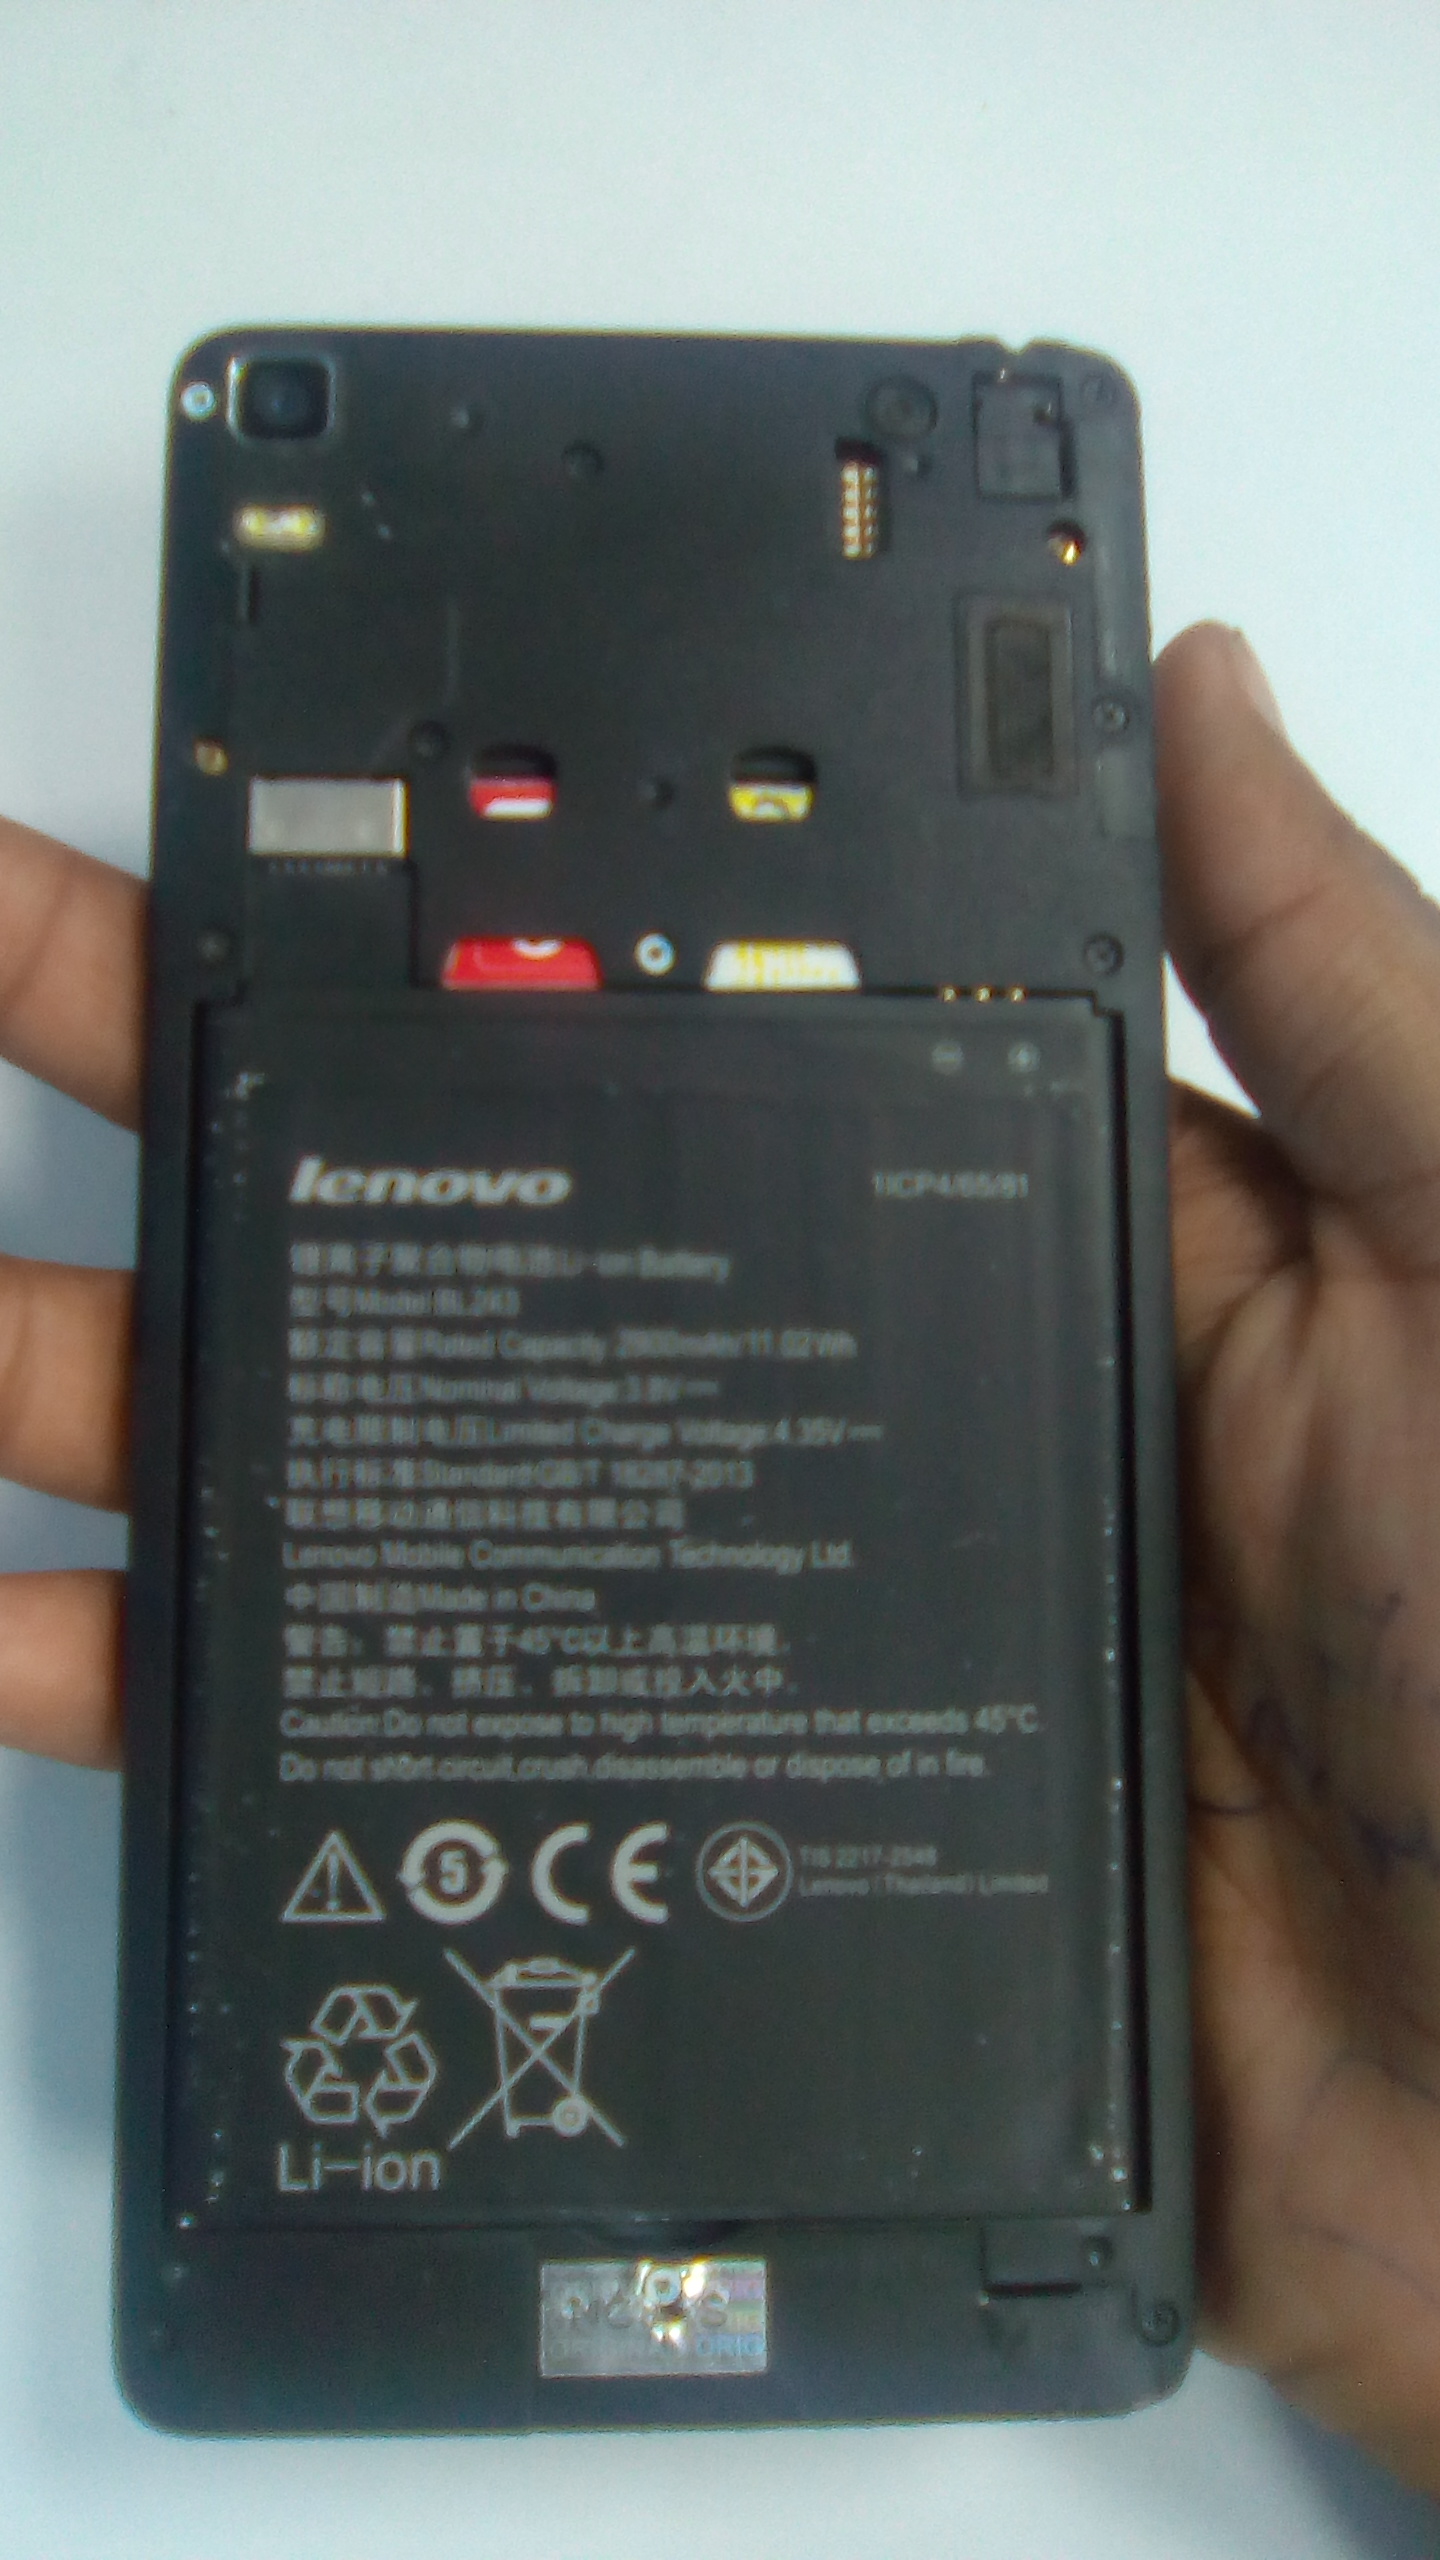 lenovo
1ICP4/65/81
锂离子聚合物电池Li-ion Battery
型号Model:BL243
额定容量Rated Capacity: 2900mAh/11.02Wh
标称电压Nominal Voltage:3.8V
充电限制电压Limited Charge Voltage:4.35V
执行标准Standard:GB/T 18287-2013
联想移动通信科技有限公司
Lenovo Mobile Communication Technology Ltd.
中国制造Made in China
警告：禁止置于45°C以上高温环境。
禁止短路、挤压、拆卸或投入火中。
Caution:Do not expose to high temperature that exceeds 45°C.
Do not short circuit,crush,disassemble or dispose of in fire.
5
CE
TIS 2217-2548
Lenovo (Thailand) Limited
Li-ion